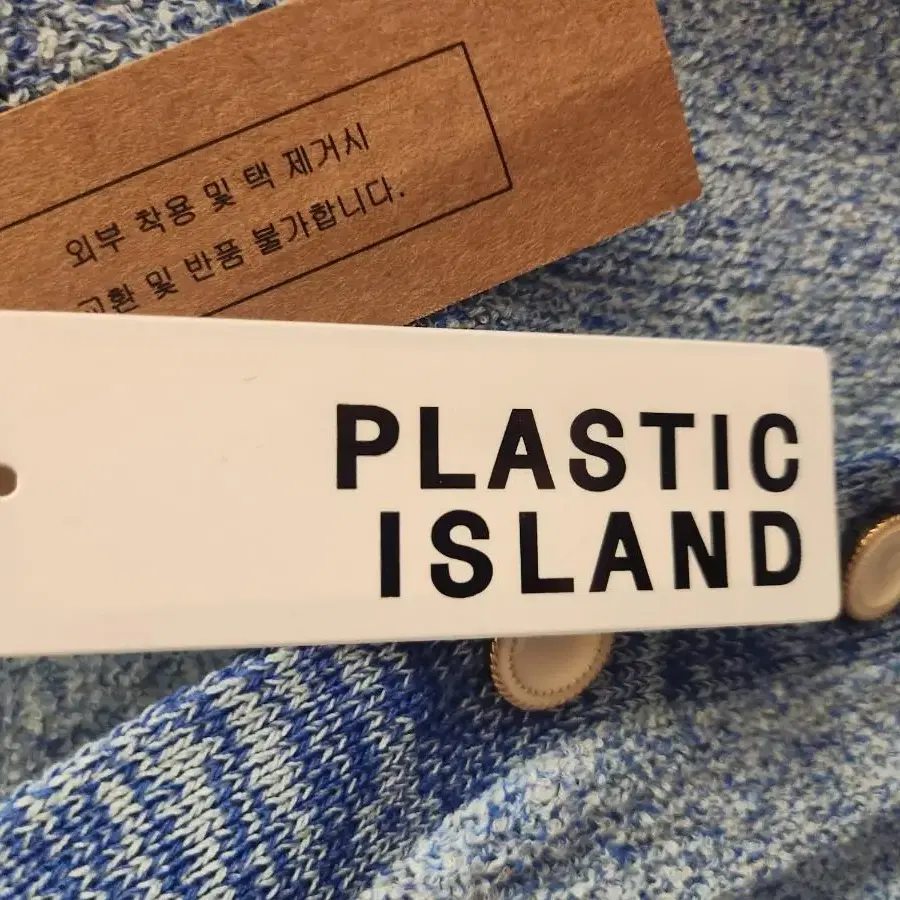 외부 착용 및 택 제거시
교환 및 반품 불가합니다.
PLASTIC
ISLAND